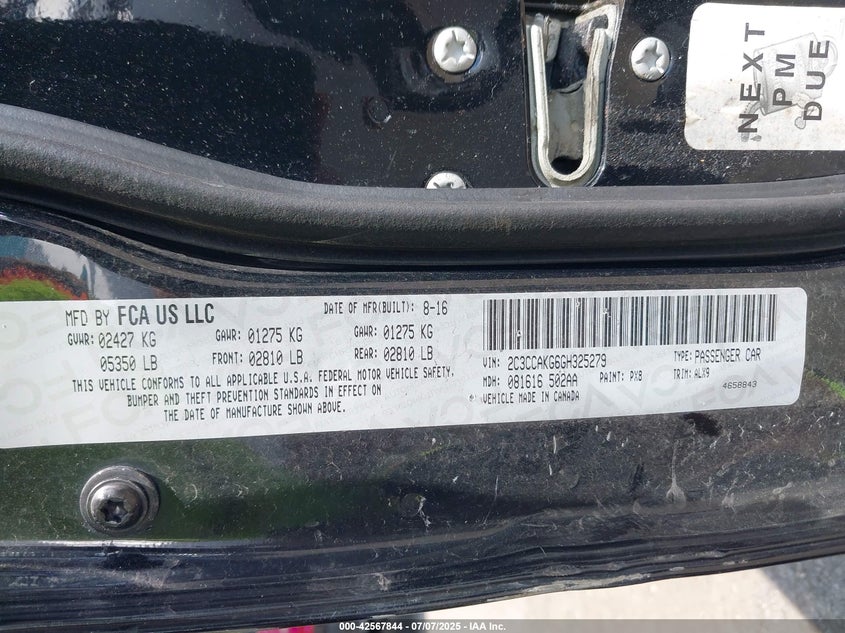 NEXT
PM
DUE
MFD BY FCA US LLC
DATE OF MFR(BUILT): 8-16
GVWR: 02427 KG
GAWR: 01275 KG
GAWR: 01275 KG
05350 LB
FRONT: 02810 LB
REAR: 02810 LB
THIS VEHICLE CONFORMS TO ALL APPLICABLE U.S.A. FEDERAL MOTOR VEHICLE SAFETY,
BUMPER AND THEFT PREVENTION STANDARDS IN EFFECT ON
THE DATE OF MANUFACTURE SHOWN ABOVE.
VIN: 2C3CCAKG6GH325279
TYPE: PASSENGER CAR
MDH: 081616 502AA
PAINT: PX8
TRIM: ALX9
VEHICLE MADE IN CANADA
4658843
000-42567844 - 07/07/2025 - IAA Inc.